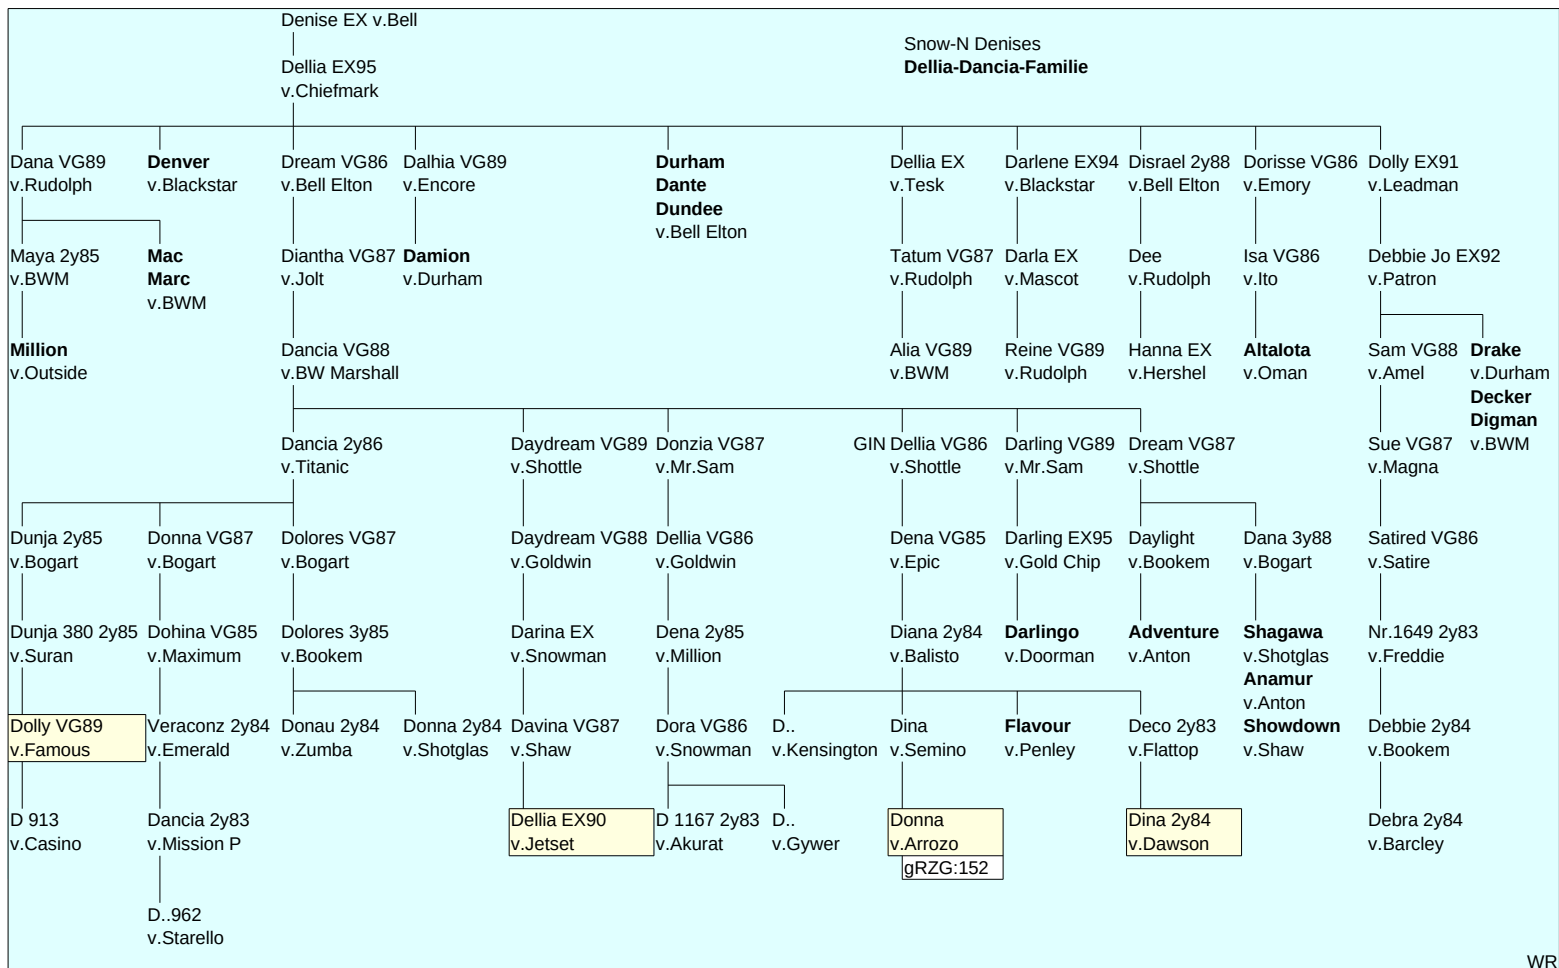 Denise EX v.Bell
Snow-N Denises
Dellia-Dancia-Familie
Dellia EX95
v.Chiefmark
Dana VG89
v.Rudolph
Denver
v.Blackstar
Dream VG86
v.Bell Elton
Dalhia VG89
v.Encore
Durham
Dante
Dundee
v.Bell Elton
Dellia EX
v.Tesk
Darlene EX94
v.Blackstar
Disrael 2y88
v.Bell Elton
Dorisse VG86
v.Emory
Dolly EX91
v.Leadman
Maya 2y85
v.BWM
Mac
Marc
v.BWM
Diantha VG87
v.Jolt
Damion
v.Durham
Tatum VG87
v.Rudolph
Darla EX
v.Mascot
Dee
v.Rudolph
Isa VG86
v.Ito
Debbie Jo EX92
v.Patron
Million
v.Outside
Dancia VG88
v.BW Marshall
Alia VG89
v.BWM
Reine VG89
v.Rudolph
Hanna EX
v.Hershel
AltaIota
v.Oman
Sam VG88
v.Amel
Drake
v.Durham
Decker
Digman
v.BWM
Dancia 2y86
v.Titanic
Daydream VG89
v.Shottle
Donzia VG87
v.Mr.Sam
GIN Dellia VG86
v.Shottle
Darling VG89
v.Mr.Sam
Dream VG87
v.Shottle
Sue VG87
v.Magna
Dunja 2y85
v.Bogart
Donna VG87
v.Bogart
Dolores VG87
v.Bogart
Daydream VG88
v.Goldwin
Dellia VG86
v.Goldwin
Dena VG85
v.Epic
Darling EX95
v.Gold Chip
Daylight
v.Bookem
Dana 3y88
v.Bogart
Satired VG86
v.Satire
Dunja 380 2y85
v.Suran
Dohina VG85
v.Maximum
Dolores 3y85
v.Bookem
Darina EX
v.Snowman
Dena 2y85
v.Million
Diana 2y84
v.Balisto
Darlingo
v.Doorman
Adventure
v.Anton
Shagawa
v.Shotglas
Anamur
v.Anton
Showdown
v.Shaw
Nr.1649 2y83
v.Freddie
Dolly VG89
v.Famous
Veraconz 2y84
v.Emerald
Donau 2y84
v.Zumba
Donna 2y84
v.Shotglas
Davina VG87
v.Shaw
Dora VG86
v.Snowman
D..
v.Kensington
Dina
v.Semino
Flavour
v.Penley
Deco 2y83
v.Flattop
Debbie 2y84
v.Bookem
D 913
v.Casino
Dancia 2y83
v.Mission P
Dellia EX90
v.Jetset
D 1167 2y83
v.Akurat
D..
v.Gywer
Donna
v.Arrozo
gRZG:152
Dina 2y84
v.Dawson
Debra 2y84
v.Barcley
D..962
v.Starello
WR